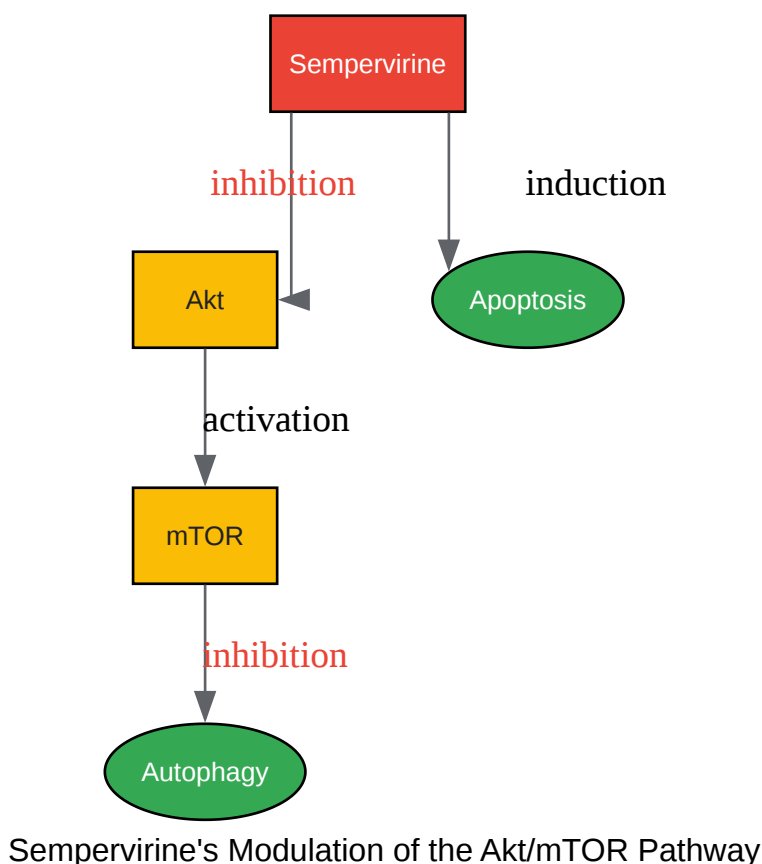 Sempervirine
inhibition
induction
Akt
Apoptosis
activation
mTOR
inhibition
Autophagy
Sempervirine's Modulation of the Akt/mTOR Pathway